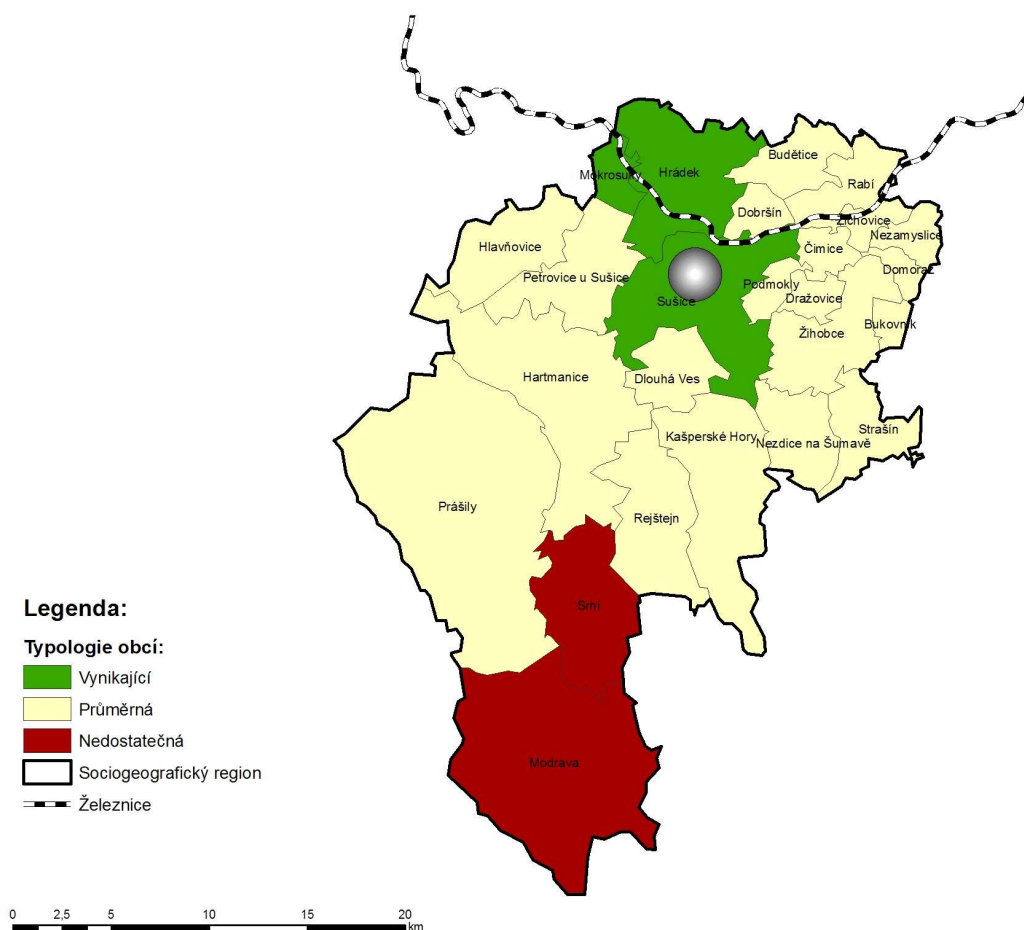 Budětice
Mokrosuky
Hrádek
Rabí
Dobršín
Žichovice
Nezamyslice
Hlavňovice
Čímice
Domoraz
Petrovice u Sušice
Podmokly
Dražovice
Sušice
Bukovník
Žihobce
Hartmanice
Dlouhá Ves
Strašín
Kašperské Hory
Nezdice na Šumavě
Prášily
Rejštejn
Srní
Modrava
Legenda:
Typologie obcí:
Vynikající
Průměrná
Nedostatečná
Sociogeografický region
Železnice
0 2,5 5 10 15 20
km